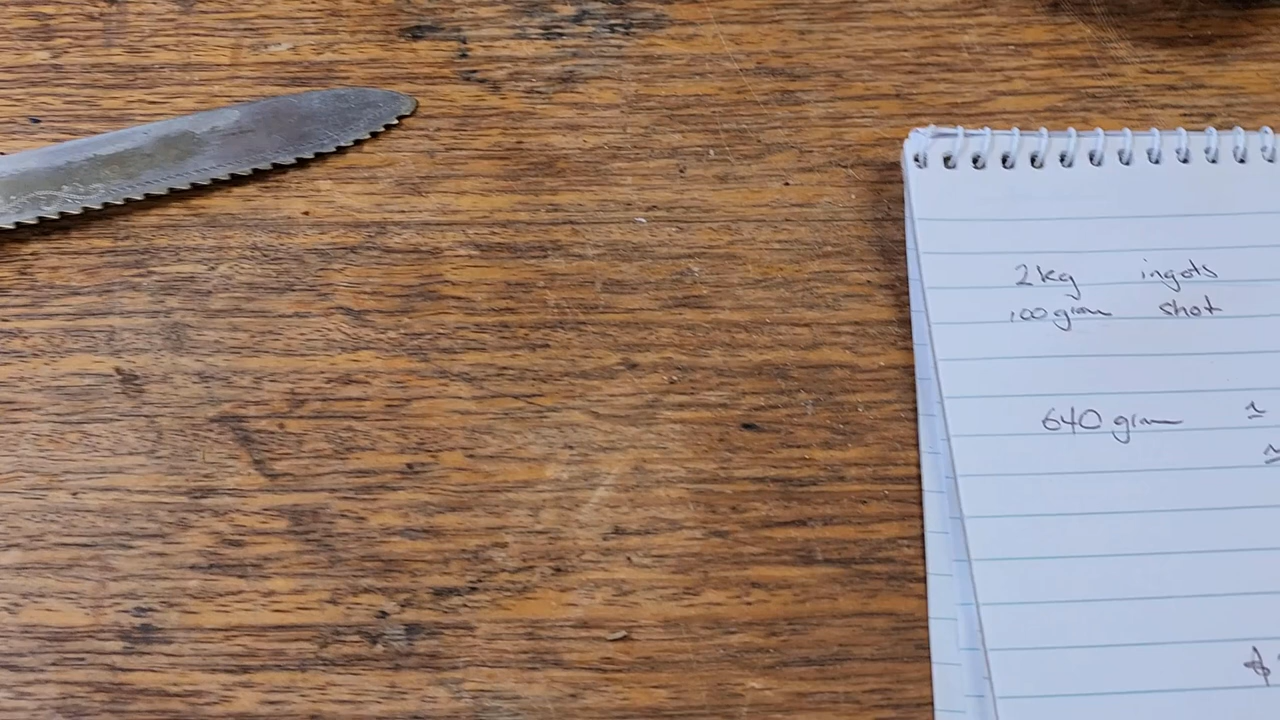 2kg ingots
100 gram shot
640 gram ≈
≈
$